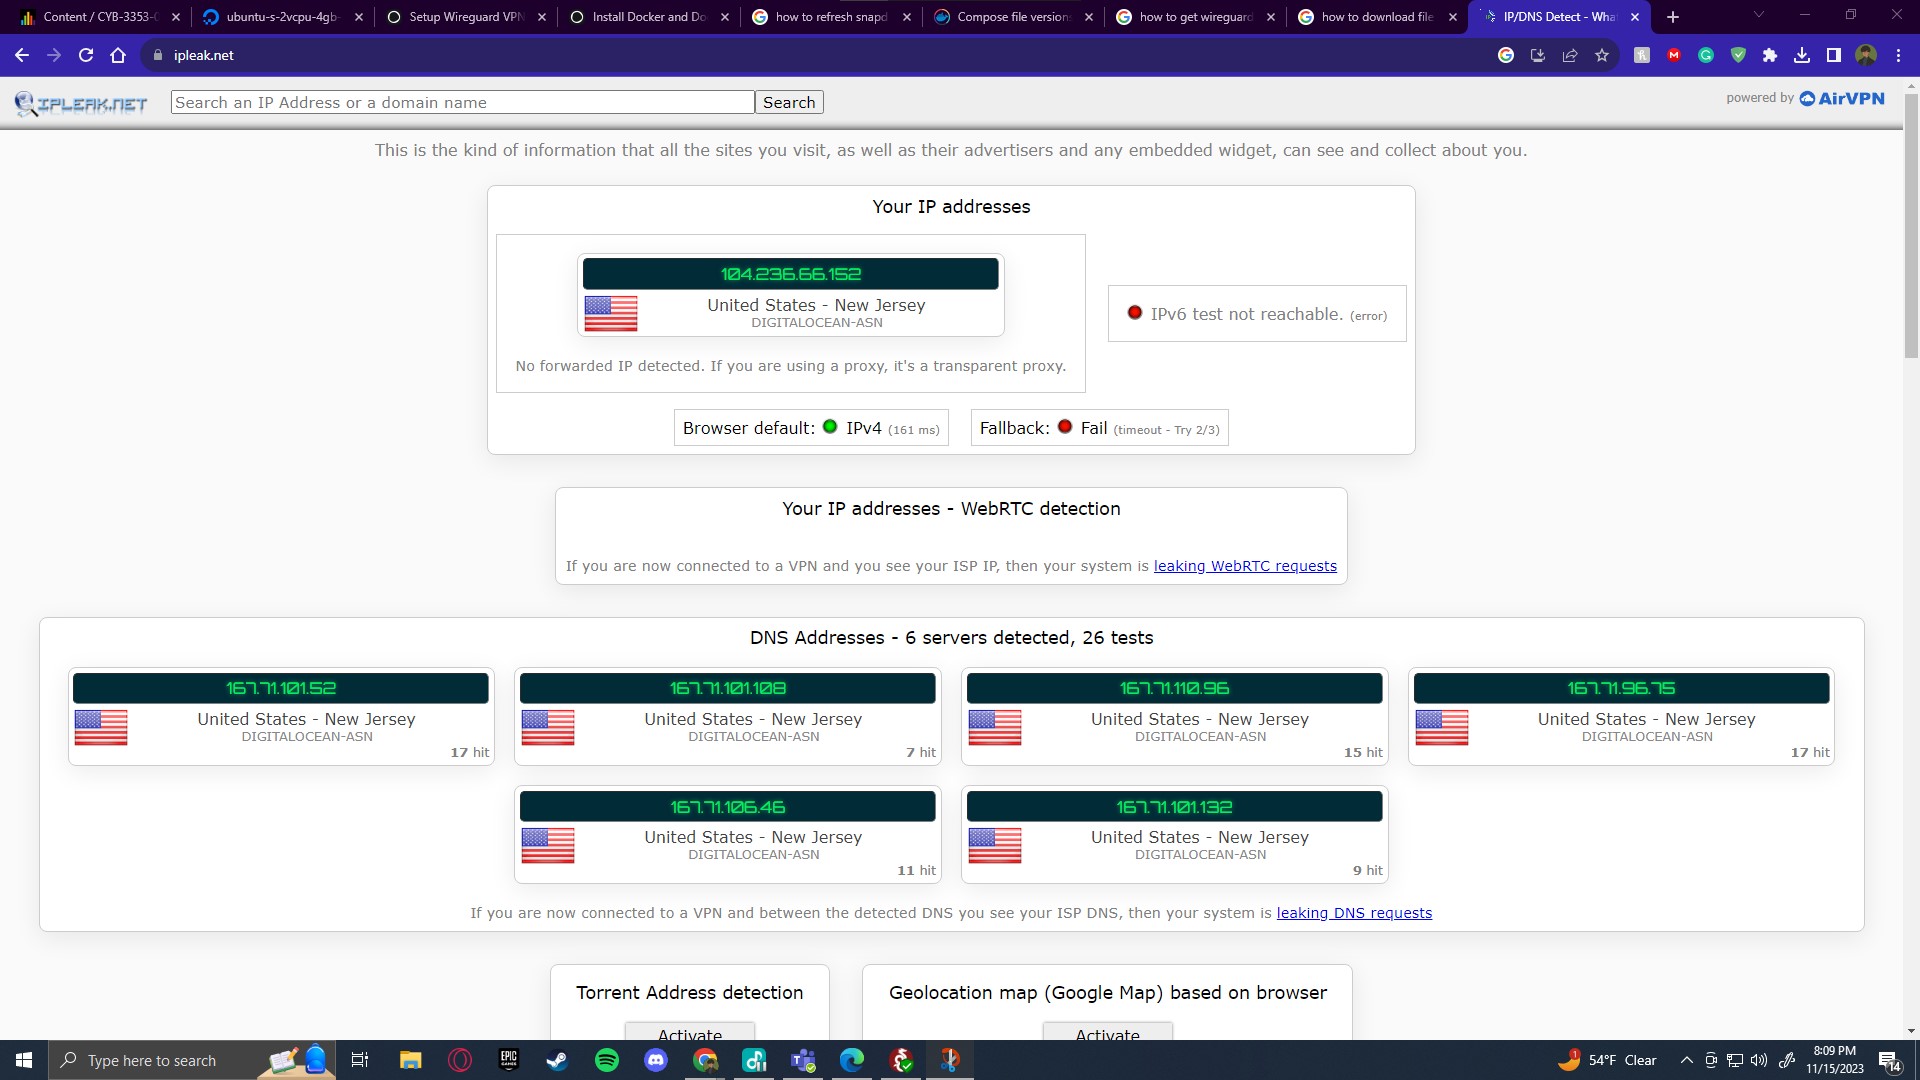 Content / CYB-3353-0
ubuntu-s-2vcpu-4gb-
Setup Wireguard VPN
Install Docker and Do
how to refresh snapd
Compose file versions
how to get wireguard
how to download file
IP/DNS Detect - What
ipleak.net
IPLEAK.NET
Search an IP Address or a domain name
Search
powered by AirVPN
This is the kind of information that all the sites you visit, as well as their advertisers and any embedded widget, can see and collect about you.
Your IP addresses
104.236.66.152
United States - New Jersey
DIGITALOCEAN-ASN
No forwarded IP detected. If you are using a proxy, it's a transparent proxy.
IPv6 test not reachable. (error)
Browser default: IPv4 (161 ms)
Fallback: Fail (timeout - Try 2/3)
Your IP addresses - WebRTC detection
If you are now connected to a VPN and you see your ISP IP, then your system is leaking WebRTC requests
DNS Addresses - 6 servers detected, 26 tests
167.71.101.52
United States - New Jersey
DIGITALOCEAN-ASN
17 hit
167.71.101.108
United States - New Jersey
DIGITALOCEAN-ASN
7 hit
167.71.110.96
United States - New Jersey
DIGITALOCEAN-ASN
15 hit
167.71.96.75
United States - New Jersey
DIGITALOCEAN-ASN
17 hit
167.71.106.46
United States - New Jersey
DIGITALOCEAN-ASN
11 hit
167.71.101.132
United States - New Jersey
DIGITALOCEAN-ASN
9 hit
If you are now connected to a VPN and between the detected DNS you see your ISP DNS, then your system is leaking DNS requests
Torrent Address detection
Activate
Geolocation map (Google Map) based on browser
Activate
Type here to search
EPIC
GAMES
1
54°F Clear
8:09 PM
11/15/2023
14